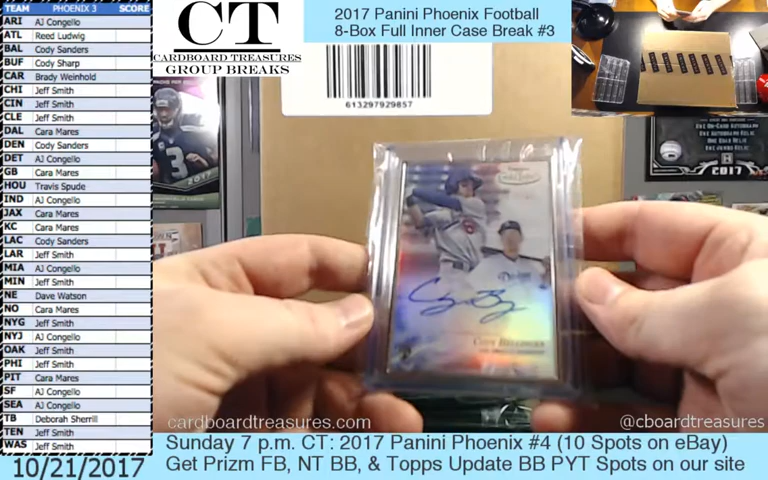 TEAM PHOENIX 3 SCORE
ARI AJ Congello
ATL Reed Ludwig
BAL Cody Sanders
BUF Cody Sharp
CAR Brady Weinhold
CHI Jeff Smith
CIN Jeff Smith
CLE Jeff Smith
DAL Cara Mares
DEN Cody Sanders
DET AJ Congello
GB Cara Mares
HOU Travis Spude
IND AJ Congello
JAX Cara Mares
KC Cara Mares
LAC Cody Sanders
LAR Jeff Smith
MIA AJ Congello
MIN Jeff Smith
NE Dave Watson
NO Cara Mares
NYG Jeff Smith
NYJ AJ Congello
OAK Jeff Smith
PHI Jeff Smith
PIT Cara Mares
SF AJ Congello
SEA AJ Congello
TB Deborah Sherrill
TEN Jeff Smith
WAS Jeff Smith
10/21/2017
CT
CARDBOARD TREASURES
GROUP BREAKS
2017 Panini Phoenix Football
8-Box Full Inner Case Break #3
613297929857
2017
2017
Cody Bellinger
cardboardtreasures.com
@cboardtreasures
Sunday 7 p.m. CT: 2017 Panini Phoenix #4 (10 Spots on eBay)
Get Prizm FB, NT BB, & Topps Update BB PYT Spots on our site